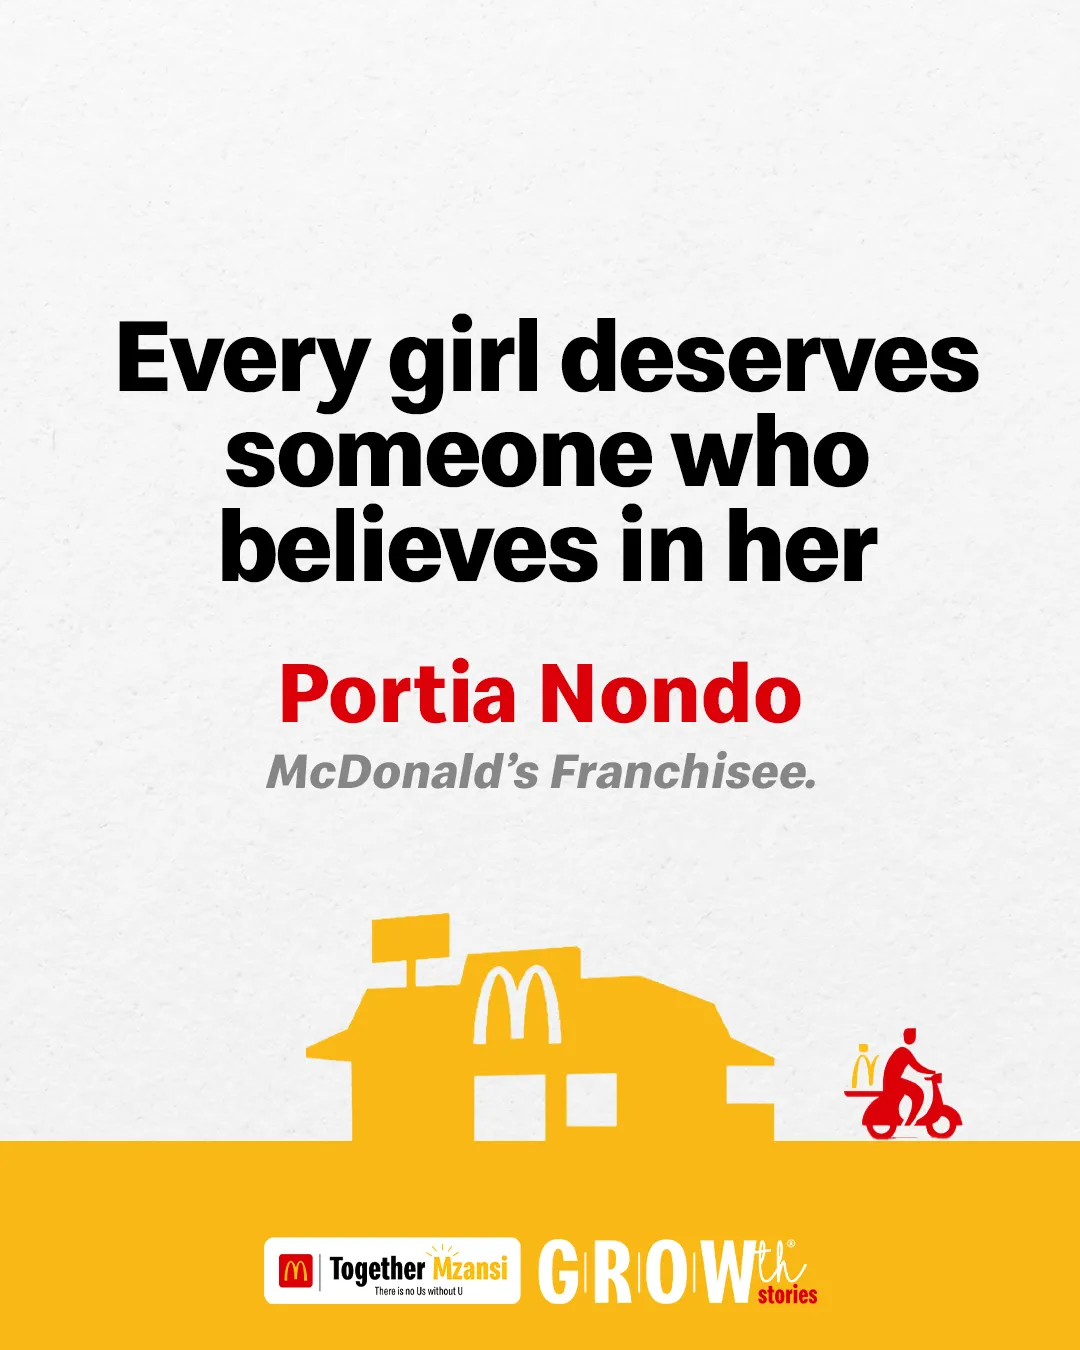 Every girl deserves
someone who
believes in her
Portia Nondo
McDonald's Franchisee.
Together Mzansi
There is no Us without U
G|R|O|W th®
stories